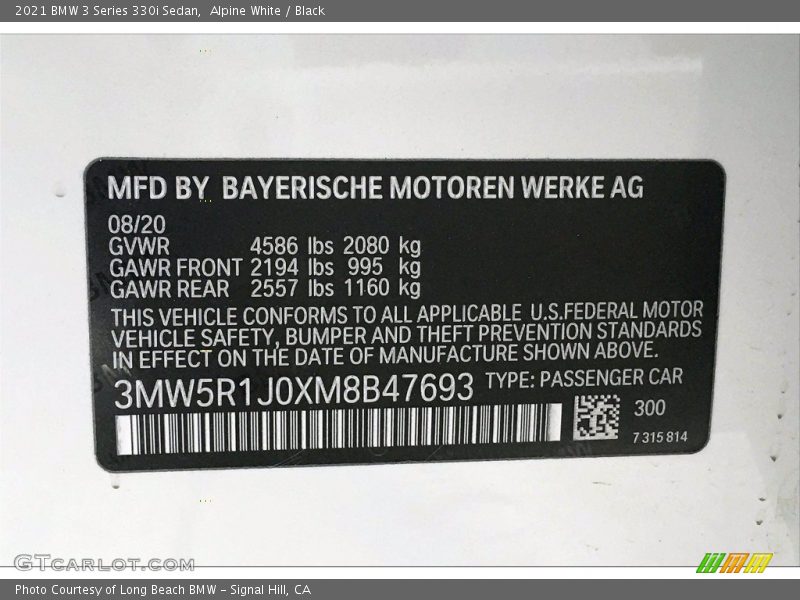 2021 BMW 3 Series 330i Sedan,  Alpine White / Black
MFD BY BAYERISCHE MOTOREN WERKE AG
08/20
GVWR 4586 lbs 2080 kg
GAWR FRONT 2194 lbs 995 kg
GAWR REAR 2557 lbs 1160 kg
THIS VEHICLE CONFORMS TO ALL APPLICABLE U.S.FEDERAL MOTOR
VEHICLE SAFETY, BUMPER AND THEFT PREVENTION STANDARDS
IN EFFECT ON THE DATE OF MANUFACTURE SHOWN ABOVE.
3MW5R1J0XM8B47693 TYPE: PASSENGER CAR
300
7 315 814
GTCARLOT.COM
Photo Courtesy of Long Beach BMW - Signal Hill, CA